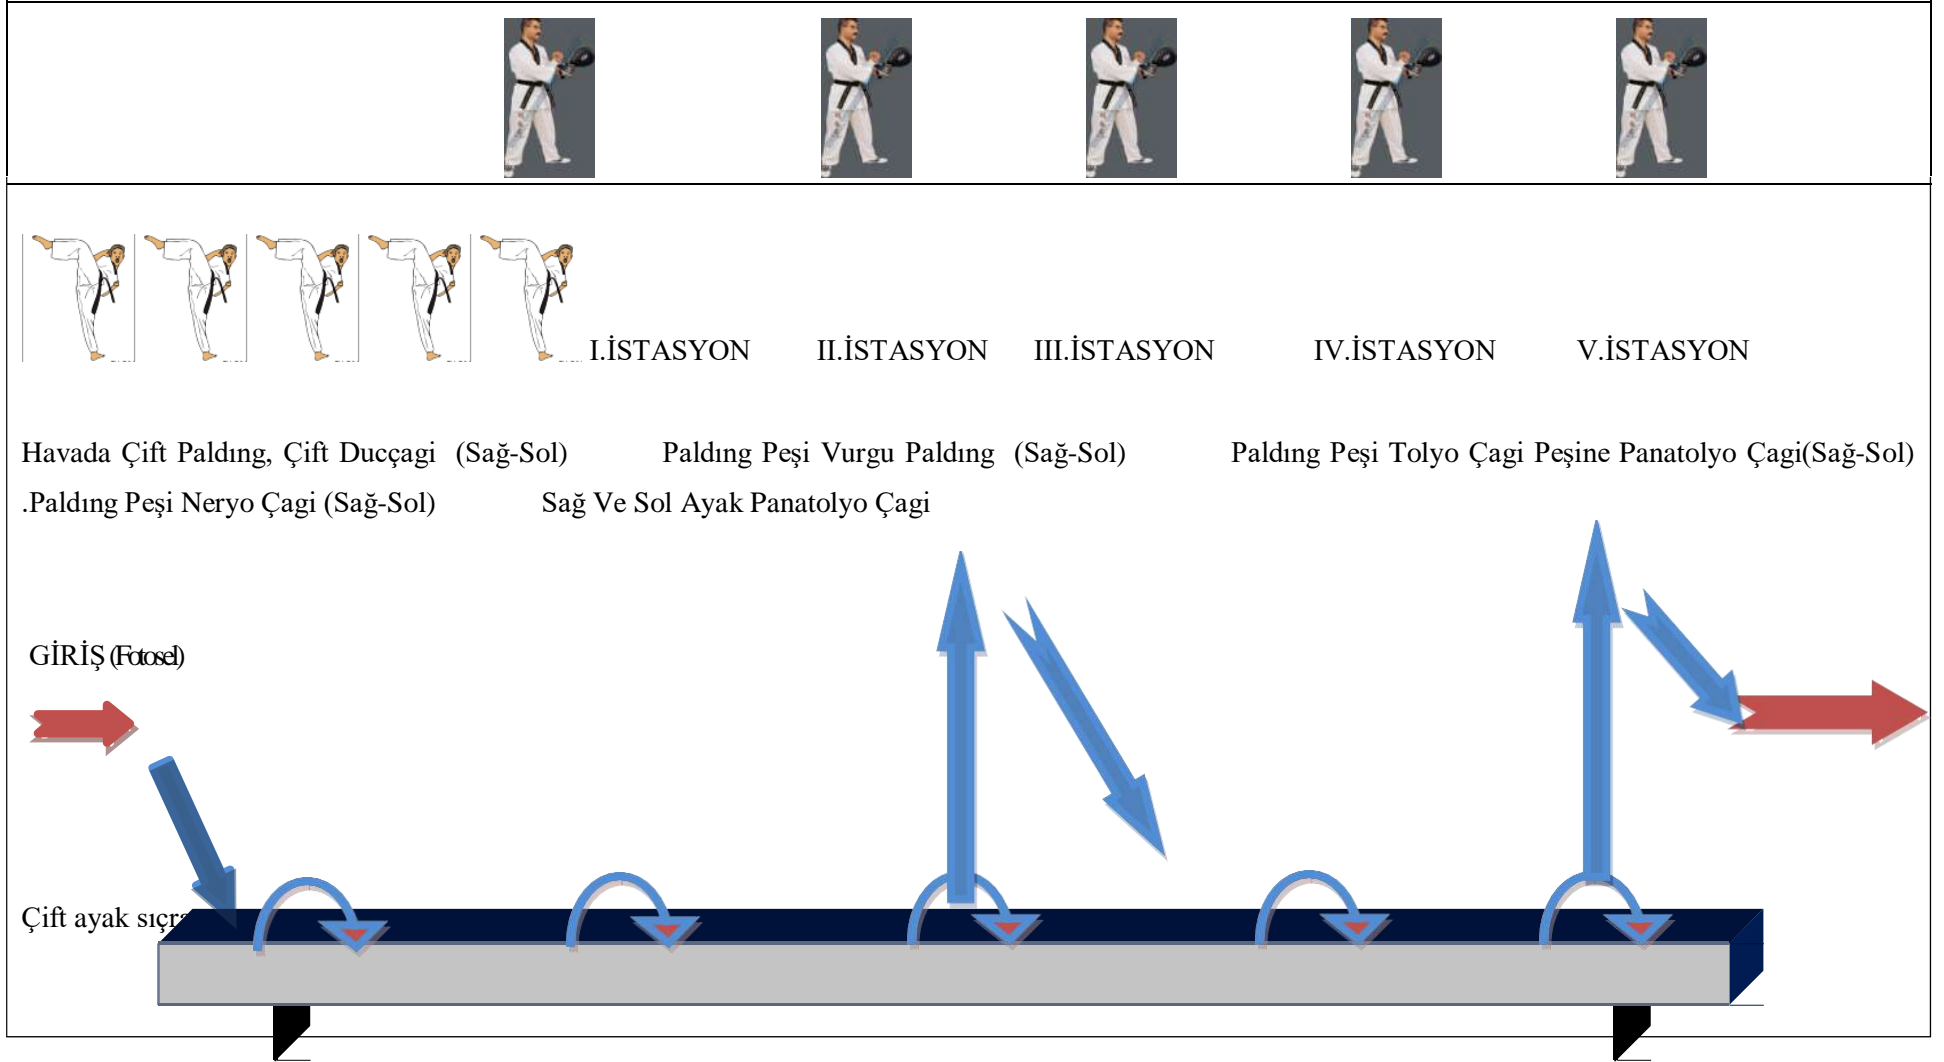 I.İSTASYON II.İSTASYON III.İSTASYON IV.İSTASYON V.İSTASYON
Havada Çift Paldıng, Çift Ducçagi (Sağ-Sol) Paldıng Peşi Vurgu Paldıng (Sağ-Sol) Paldıng Peşi Tolyo Çagi Peşine Panatolyo Çagi(Sağ-Sol)
.Paldıng Peşi Neryo Çagi (Sağ-Sol) Sağ Ve Sol Ayak Panatolyo Çagi
GİRİŞ (Fotosel)
Çift ayak